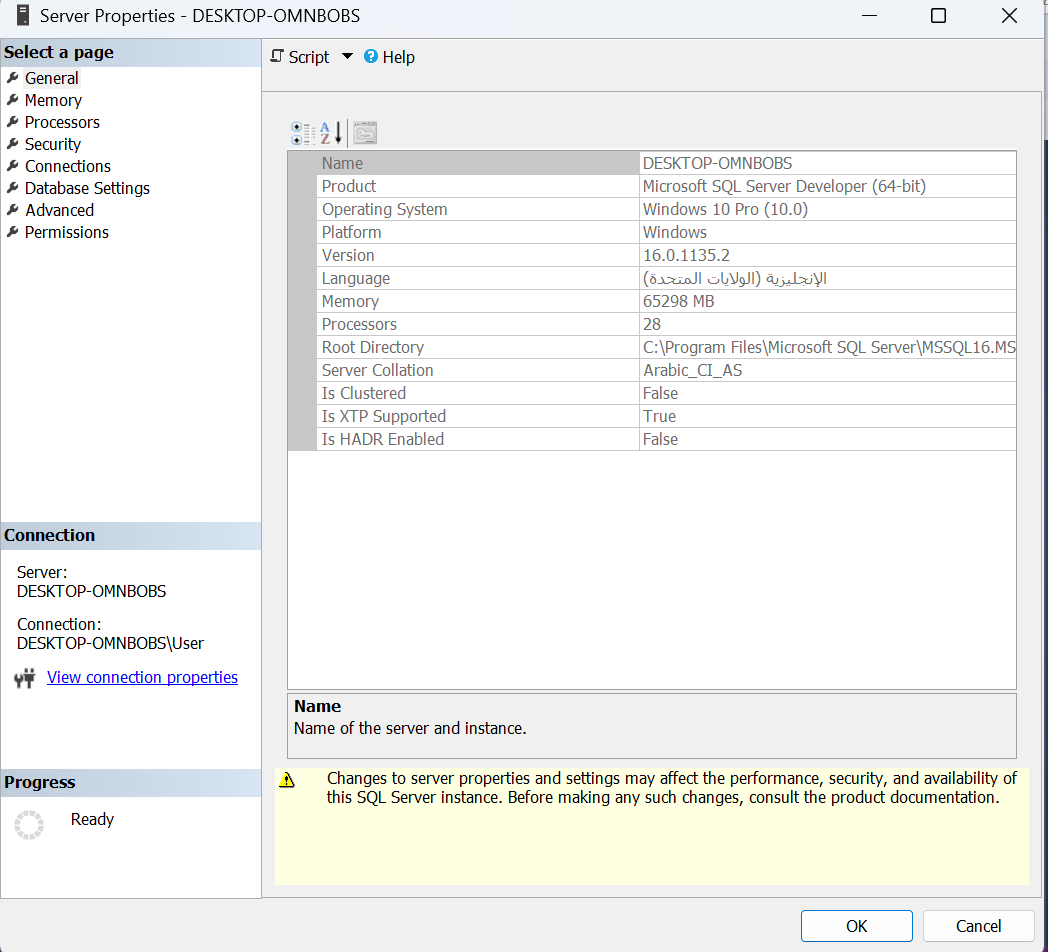 Server Properties - DESKTOP-OMNBOBS
Select a page
General
Memory
Processors
Security
Connections
Database Settings
Advanced
Permissions
Script
Help
Name DESKTOP-OMNBOBS
Product Microsoft SQL Server Developer (64-bit)
Operating System Windows 10 Pro (10.0)
Platform Windows
Version 16.0.1135.2
Language الإنجليزية (الولايات المتحدة)
Memory 65298 MB
Processors 28
Root Directory C:\Program Files\Microsoft SQL Server\MSSQL16.MS
Server Collation Arabic_CI_AS
Is Clustered False
Is XTP Supported True
Is HADR Enabled False
Name
Name of the server and instance.
Changes to server properties and settings may affect the performance, security, and availability of
this SQL Server instance. Before making any such changes, consult the product documentation.
Connection
Server:
DESKTOP-OMNBOBS
Connection:
DESKTOP-OMNBOBS\User
View connection properties
Progress
Ready
OK
Cancel